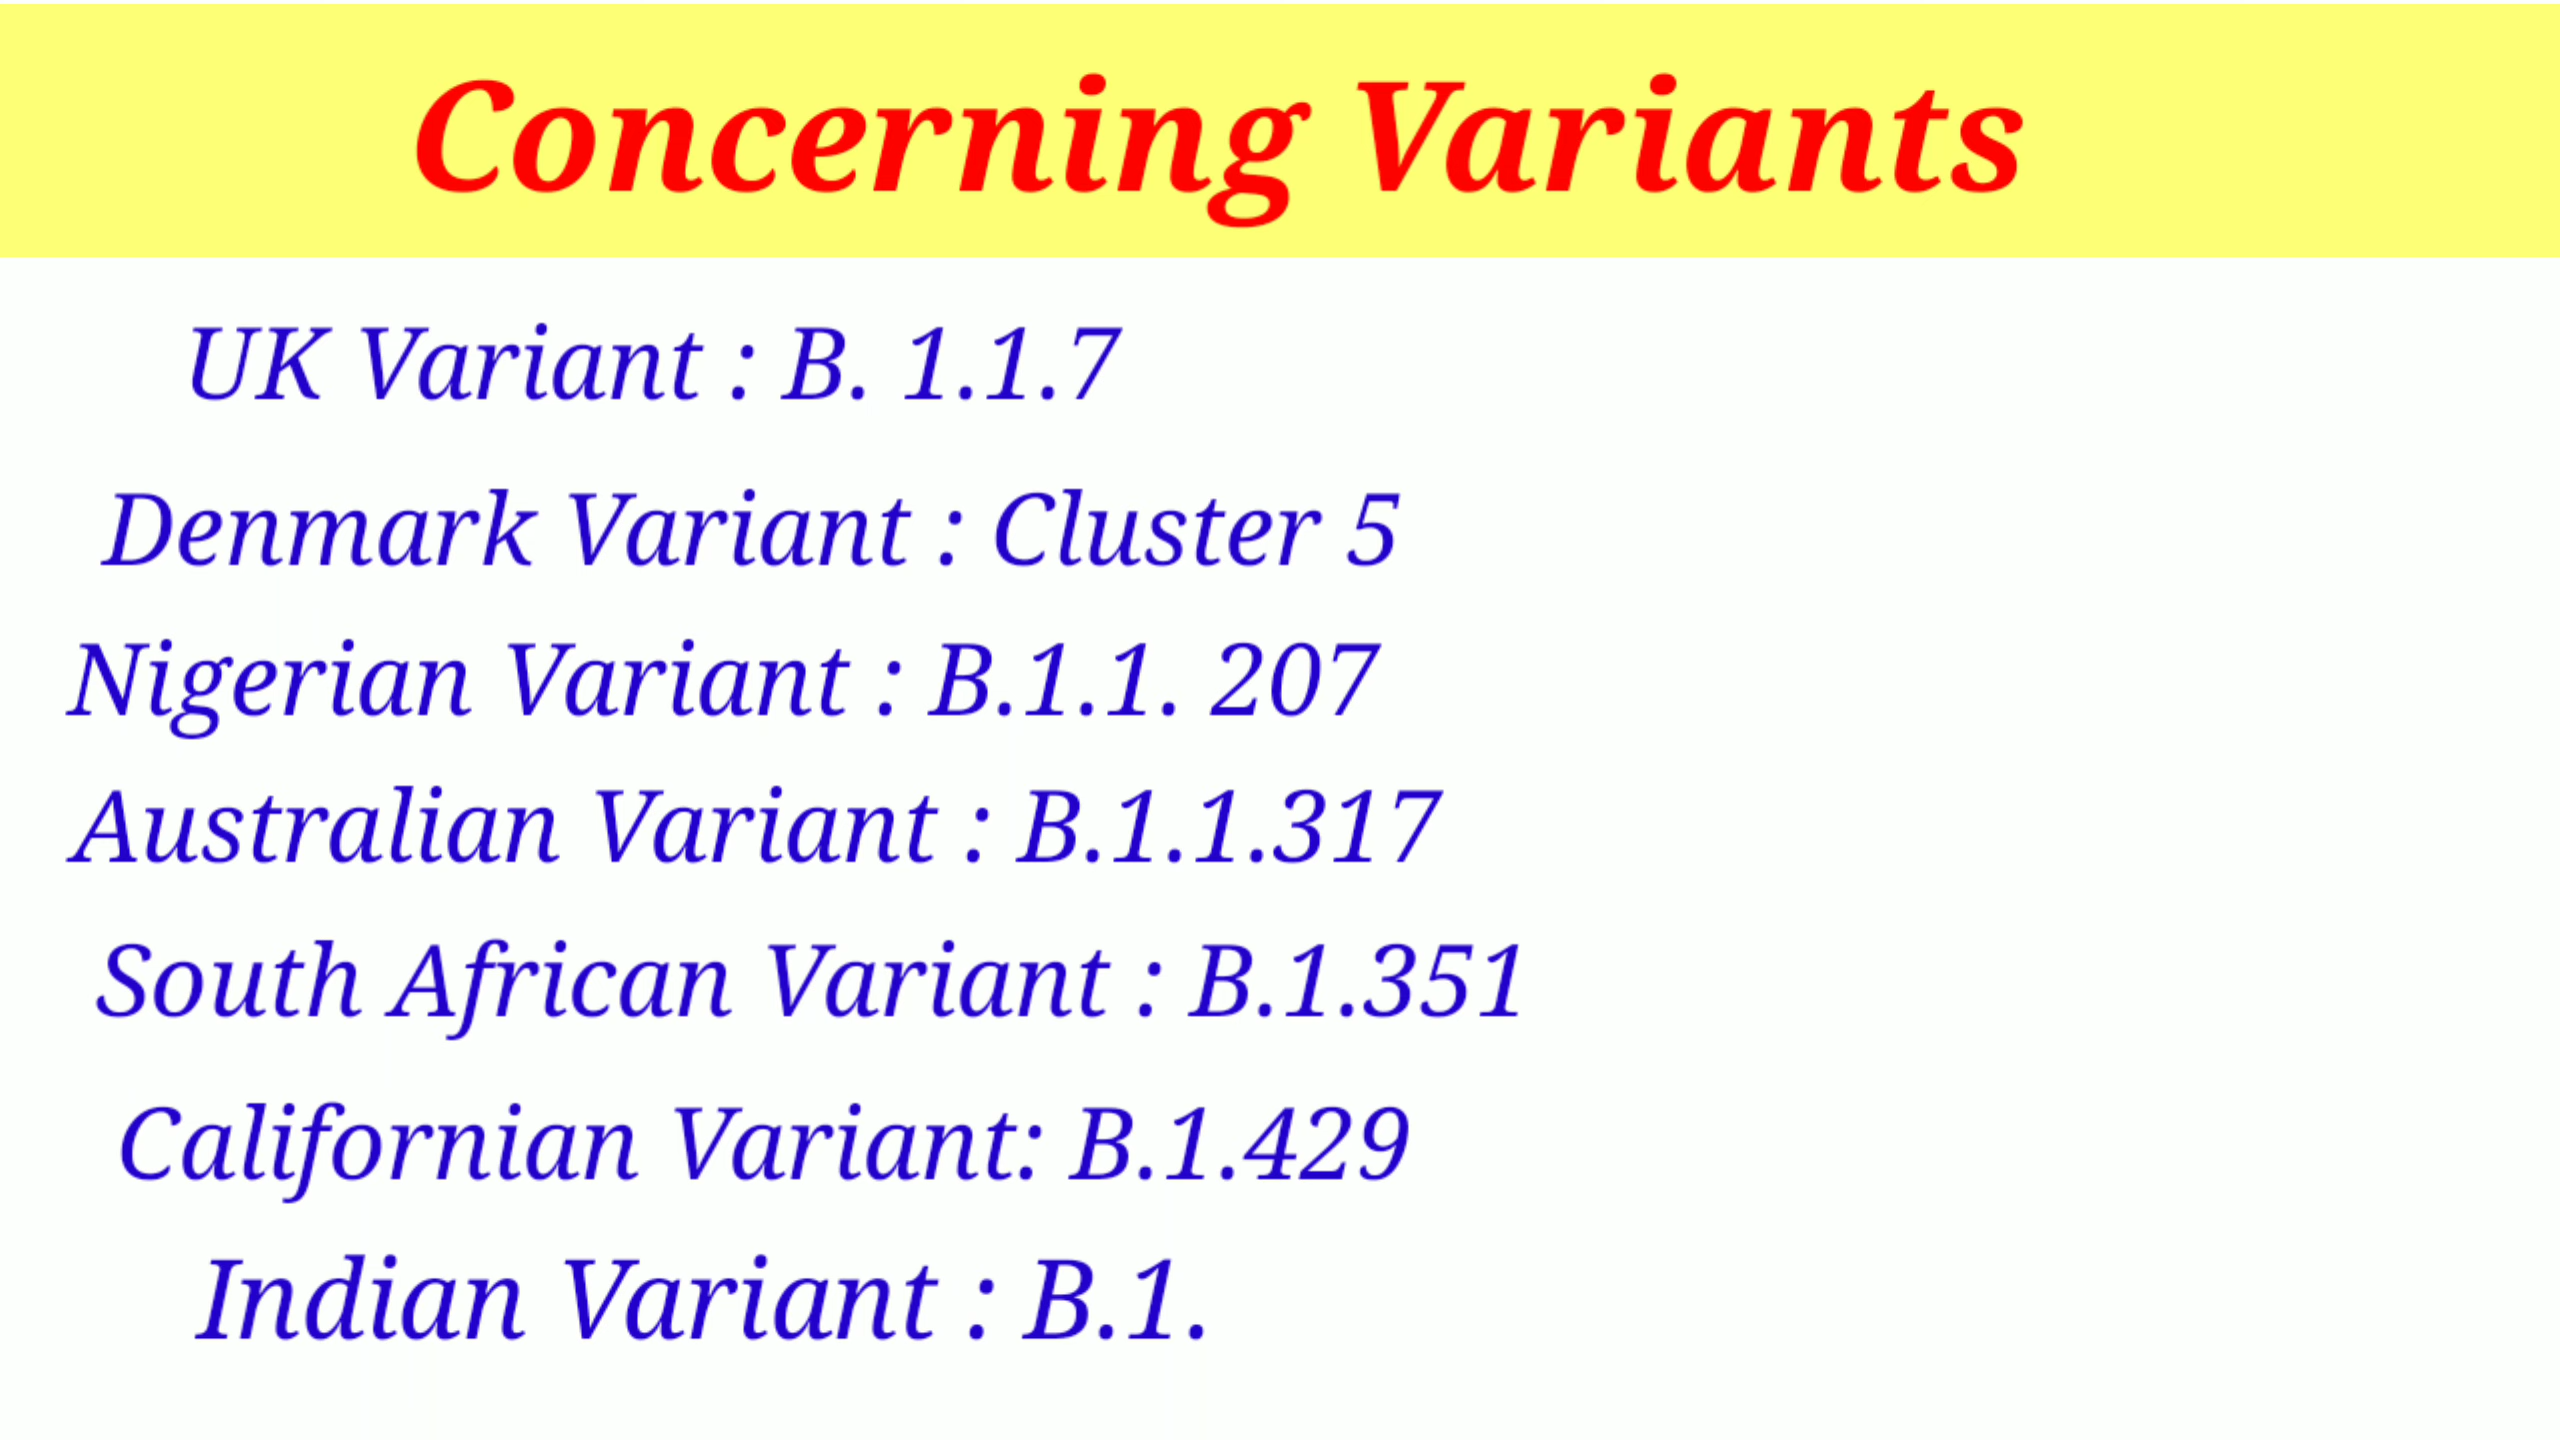 Concerning Variants
UK Variant : B. 1.1.7
Denmark Variant : Cluster 5
Nigerian Variant : B.1.1. 207
Australian Variant : B.1.1.317
South African Variant : B.1.351
Californian Variant: B.1.429
Indian Variant : B.1.